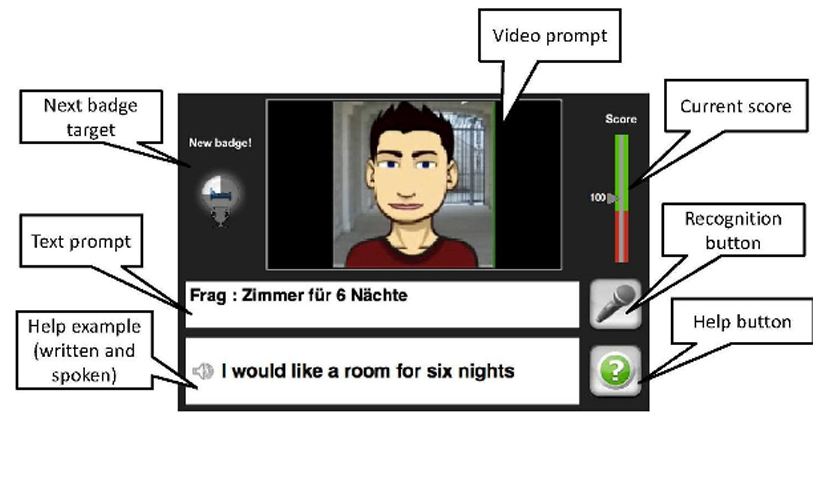 Video prompt
Next badge
target
Current score
Score
New badge!
100
Text prompt
Recognition
button
Frag : Zimmer für 6 Nächte
Help example
(written and
spoken)
Help button
I would like a room for six nights